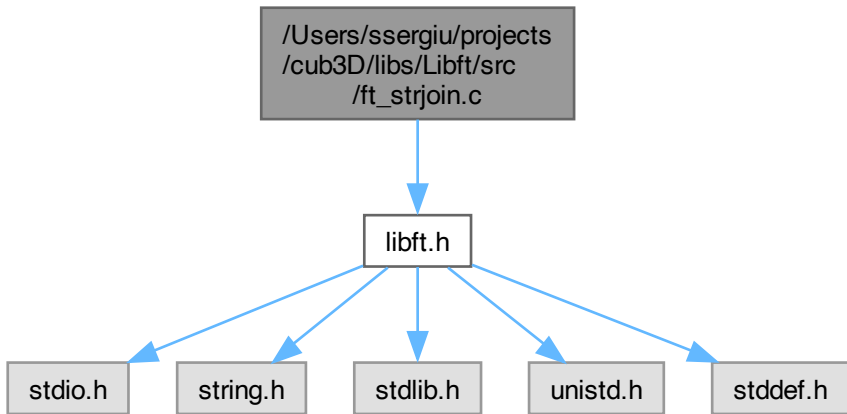 /Users/ssergiu/projects
/cub3D/libs/Libft/src
/ft_strjoin.c
libft.h
stdio.h
string.h
stdlib.h
unistd.h
stddef.h